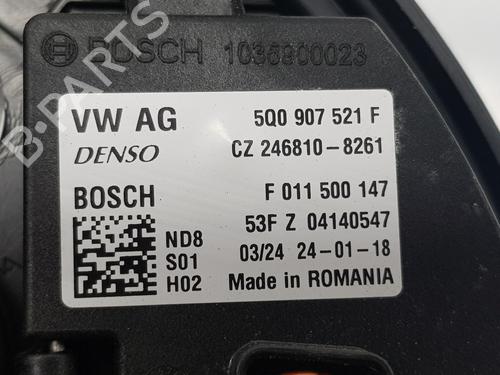 BOSCH 1036900023
VW AG 5Q0 907 521 F
DENSO CZ 246810-8261
BOSCH F 011 500 147
53F Z 04140547
ND8
S01 03/24 24-01-18
H02 Made in ROMANIA
B-PARTS